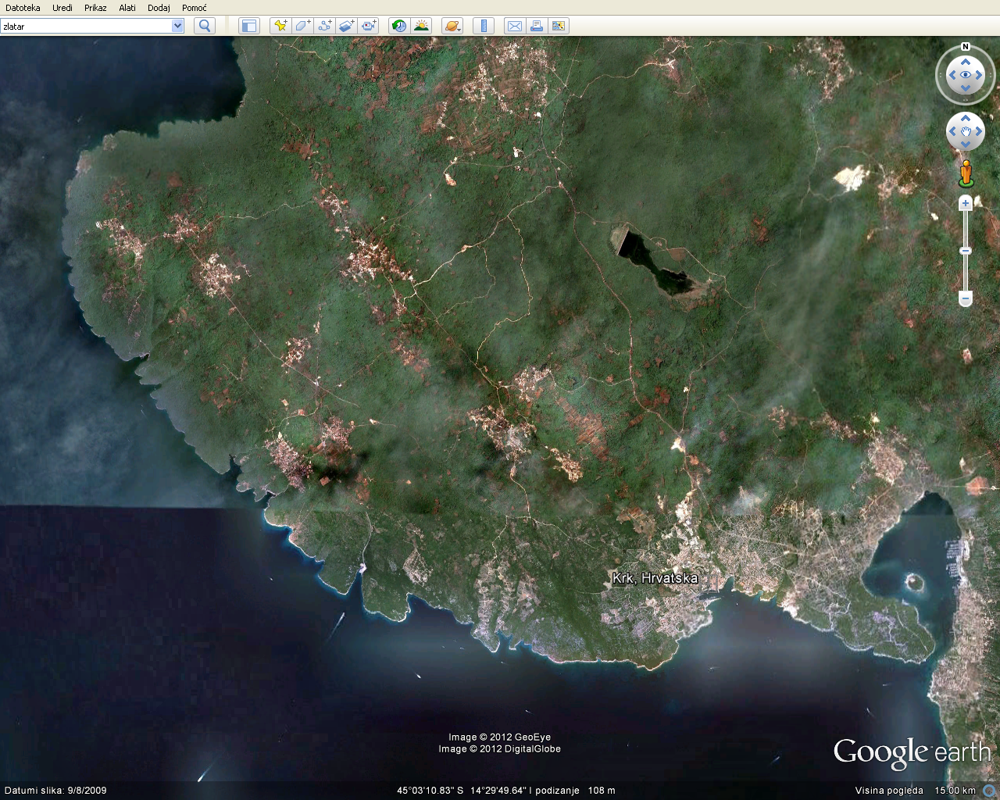 Datoteka Uredi Prikaz Alati Dodaj Pomoć
zlatar
N
Krk, Hrvatska
Image © 2012 GeoEye
Image © 2012 DigitalGlobe
Google earth
Datumi slika: 9/8/2009 45°03'10.83" S 14°29'49.64" I podizanje 108 m Visina pogleda 15.00 km